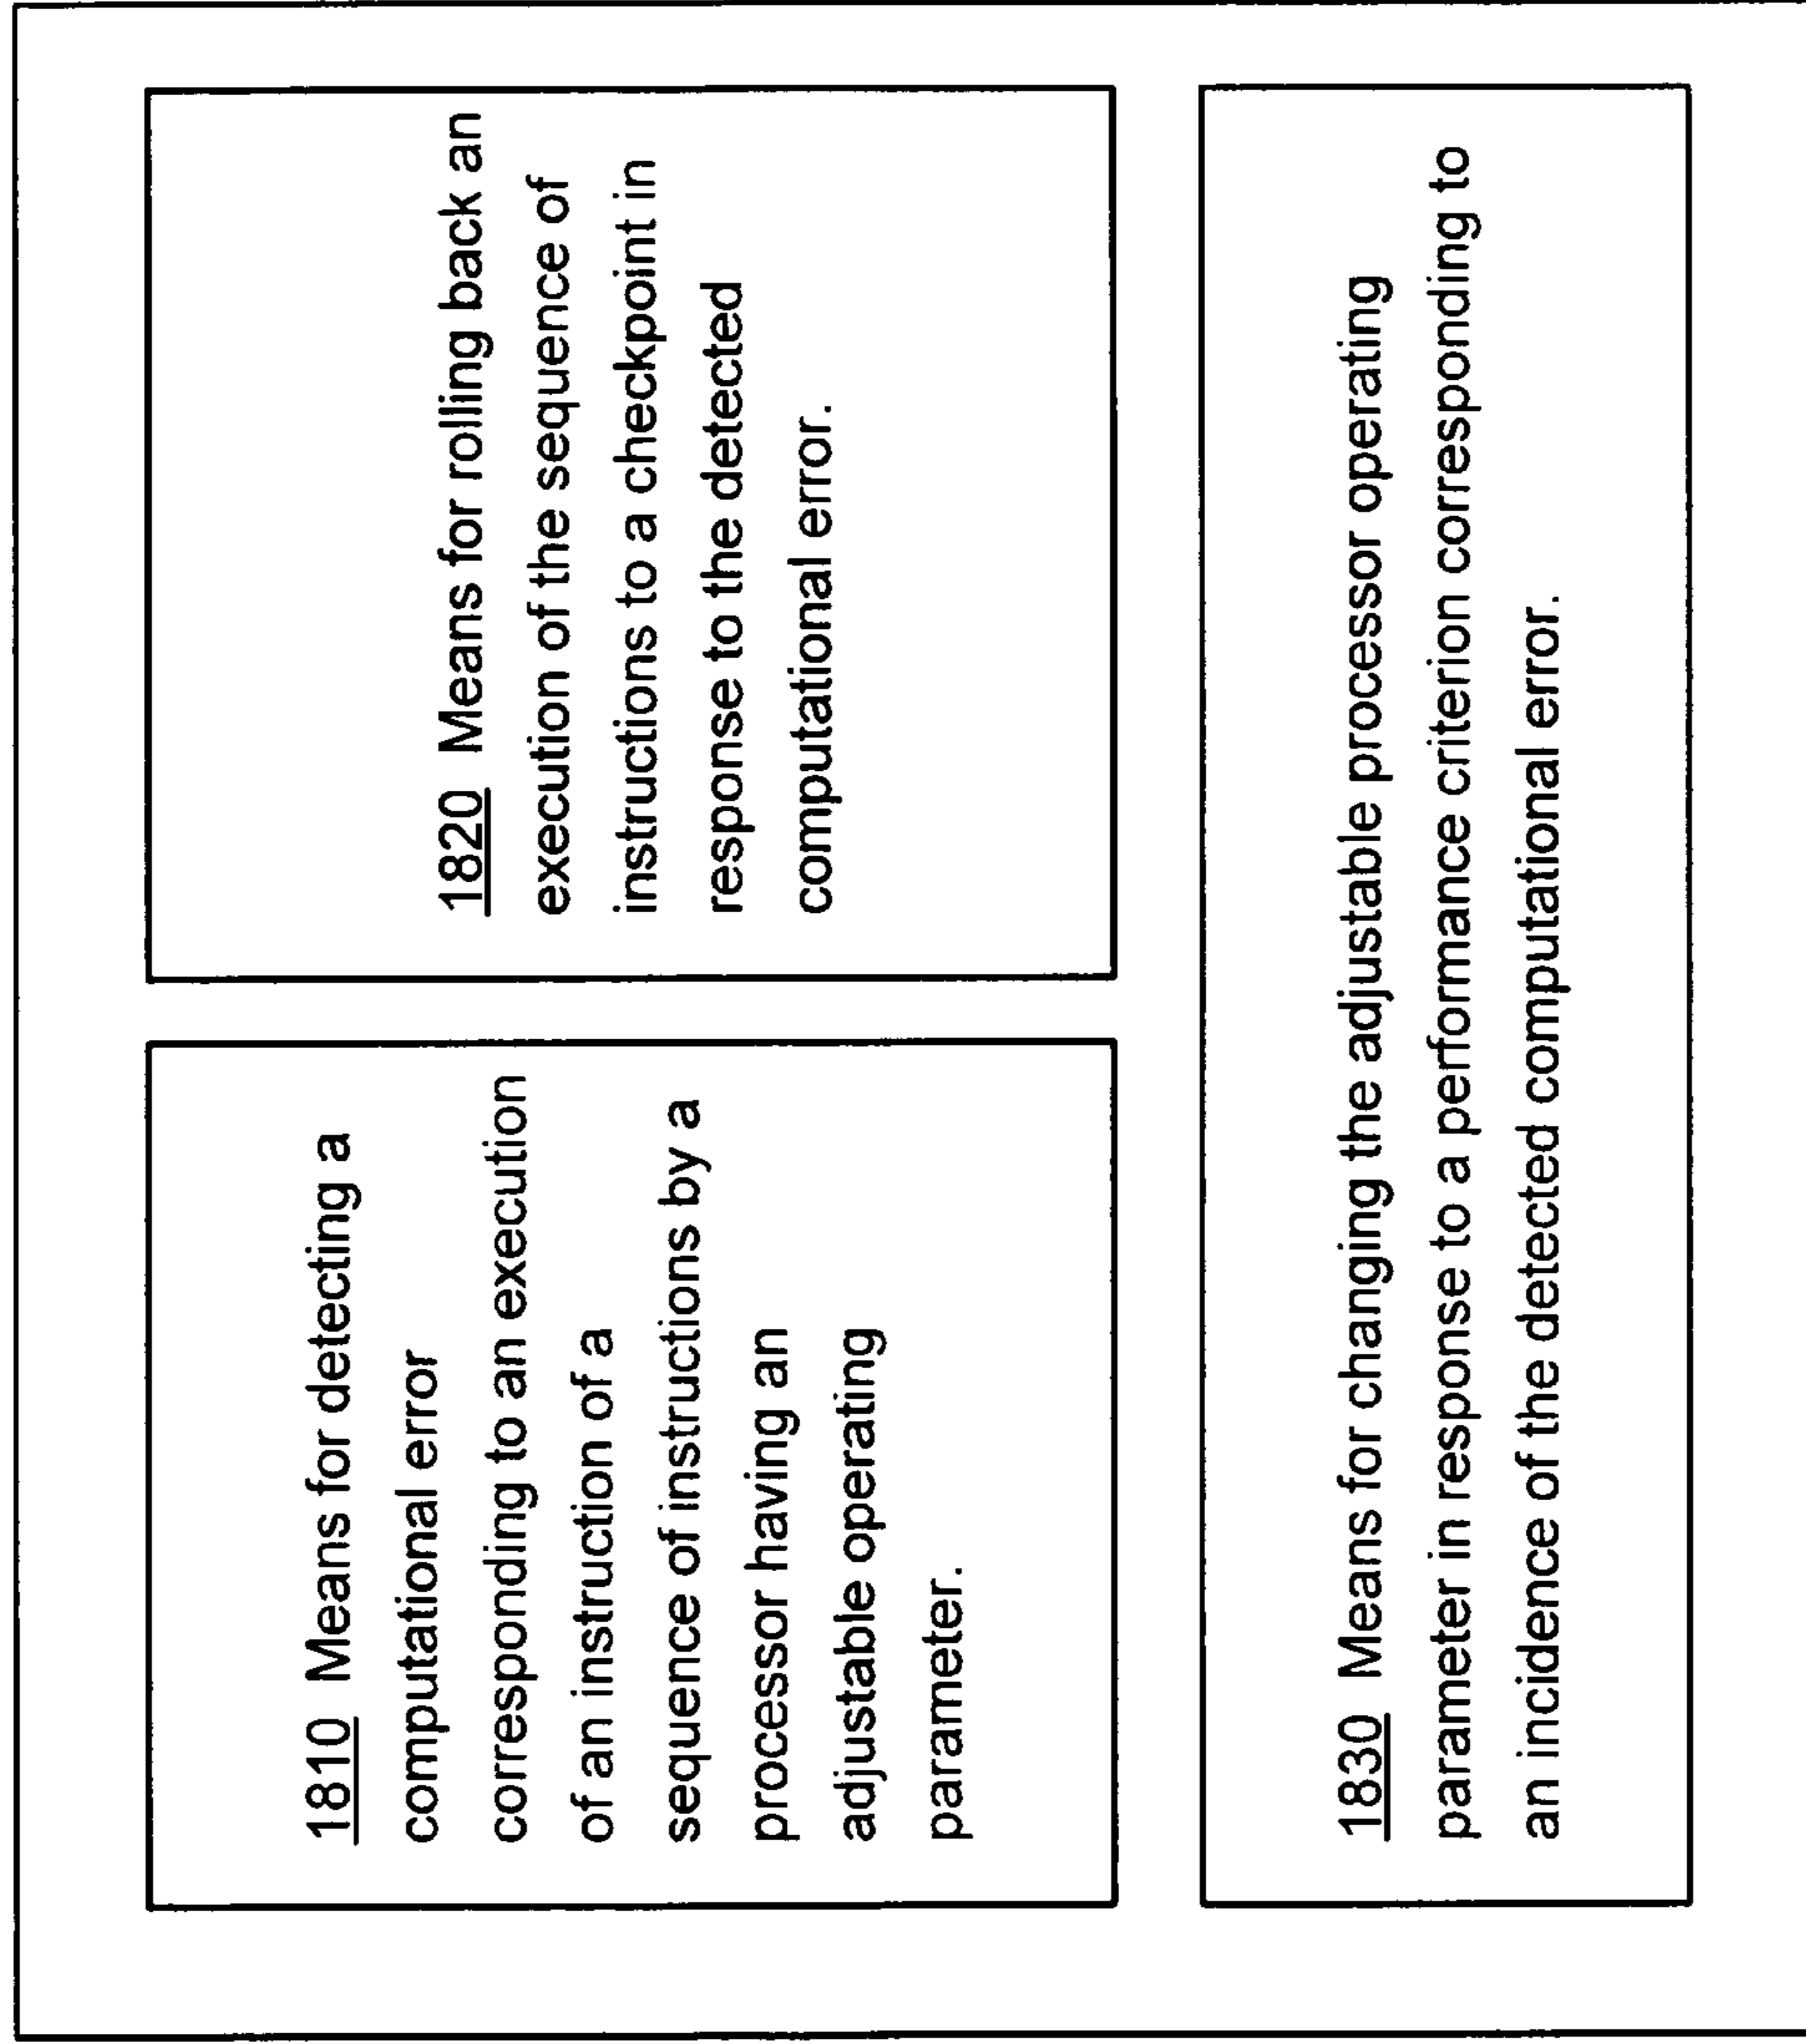 1810 Means for detecting a
computational error
corresponding to an execution
of an instruction of a
sequence of instructions by a
processor having an
adjustable operating
parameter.
1820 Means for rolling back an
execution of the sequence of
instructions to a checkpoint in
response to the detected
computational error.
1830 Means for changing the adjustable processor operating
parameter in response to a performance criterion corresponding to
an incidence of the detected computational error.